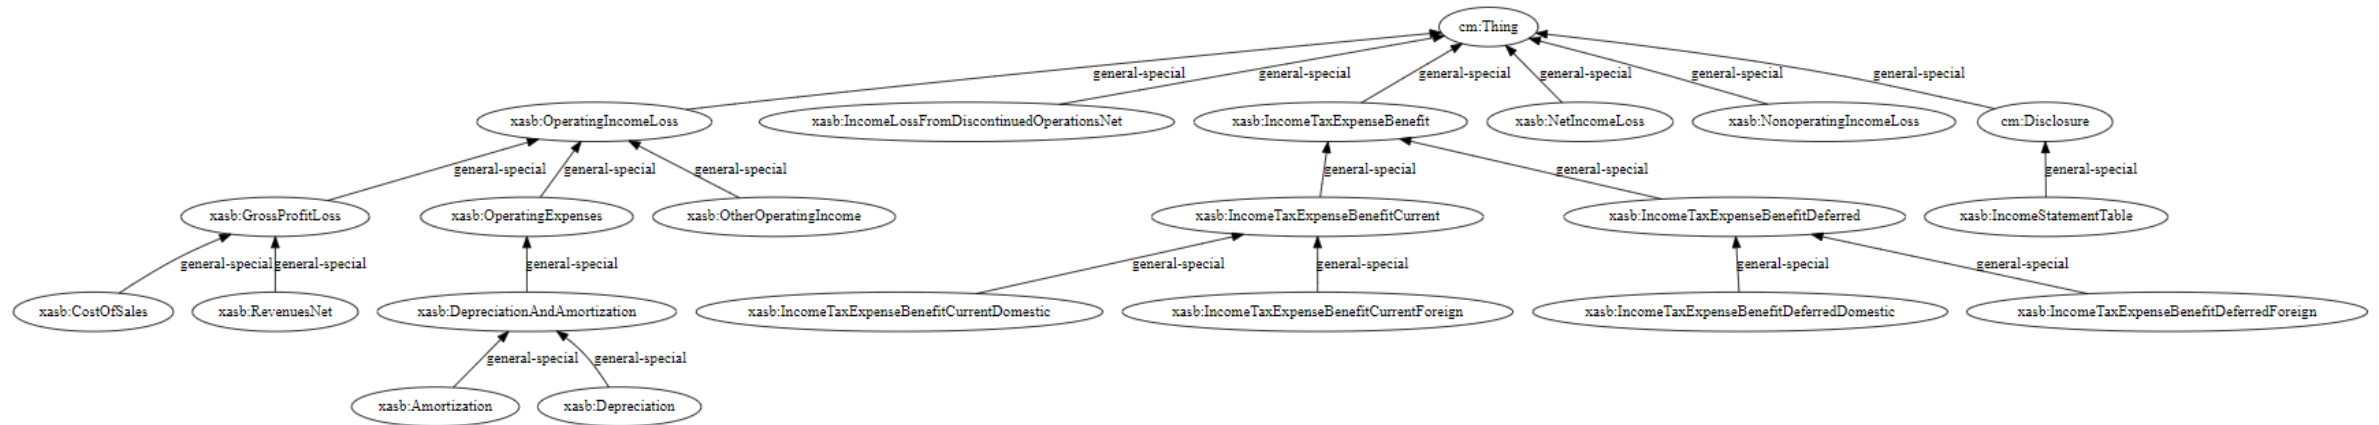 cm:Thing
general-special
general-special
general-special
general-special
general-special
general-special
xasb:OperatingIncomeLoss
xasb:IncomeLossFromDiscontinuedOperationsNet
xasb:IncomeTaxExpenseBenefit
xasb:NetIncomeLoss
xasb:NonoperatingIncomeLoss
cm:Disclosure
general-special
general-special
general-special
general-special
general-special
general-special
xasb:GrossProfitLoss
xasb:OperatingExpenses
xasb:OtherOperatingIncome
xasb:IncomeTaxExpenseBenefitCurrent
xasb:IncomeTaxExpenseBenefitDeferred
xasb:IncomeStatementTable
general-special
general-special
general-special
general-special
general-special
general-special
general-special
xasb:CostOfSales
xasb:RevenuesNet
xasb:DepreciationAndAmortization
xasb:IncomeTaxExpenseBenefitCurrentDomestic
xasb:IncomeTaxExpenseBenefitCurrentForeign
xasb:IncomeTaxExpenseBenefitDeferredDomestic
xasb:IncomeTaxExpenseBenefitDeferredForeign
general-special
general-special
xasb:Amortization
xasb:Depreciation